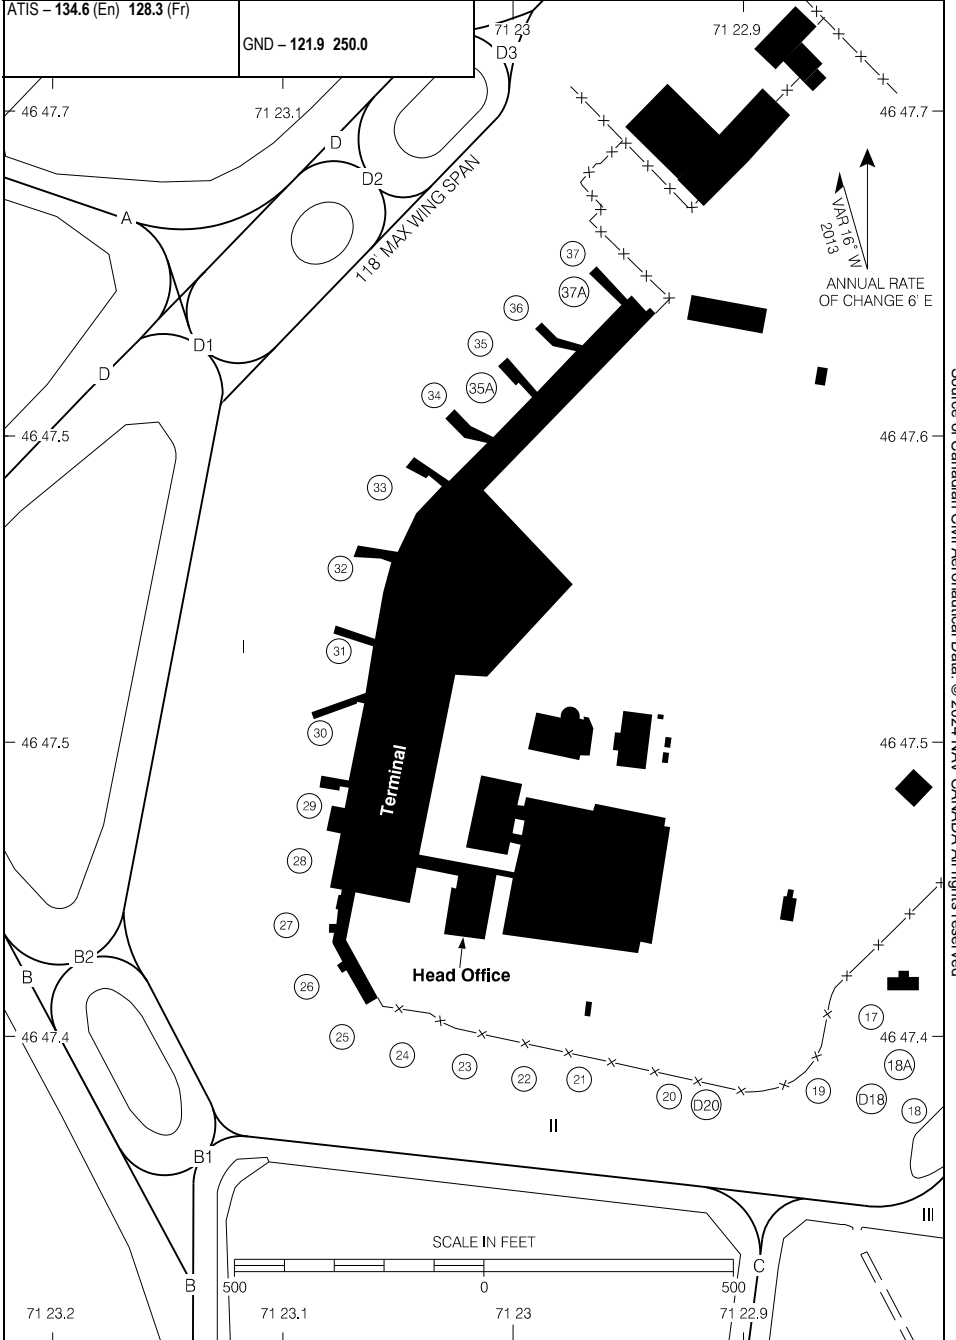 ATIS – 134.6 (En) 128.3 (Fr)
GND – 121.9 250.0
71 23
71 22.9
D3
46 47.7
71 23.1
46 47.7
D
D2
118' MAX WING SPAN
A
VAR 16° W
2013
ANNUAL RATE
OF CHANGE 6' E
37
37A
36
35
35A
34
33
D1
D
46 47.5
46 47.6
32
31
I
30
46 47.5
46 47.5
Terminal
29
28
27
26
25
Head Office
B2
B
46 47.4
46 47.4
24
23
22
21
20
D20
19
17
18A
D18
18
II
B1
III
SCALE IN FEET
500
0
500
B
C
71 23.2
71 23.1
71 23
71 22.9